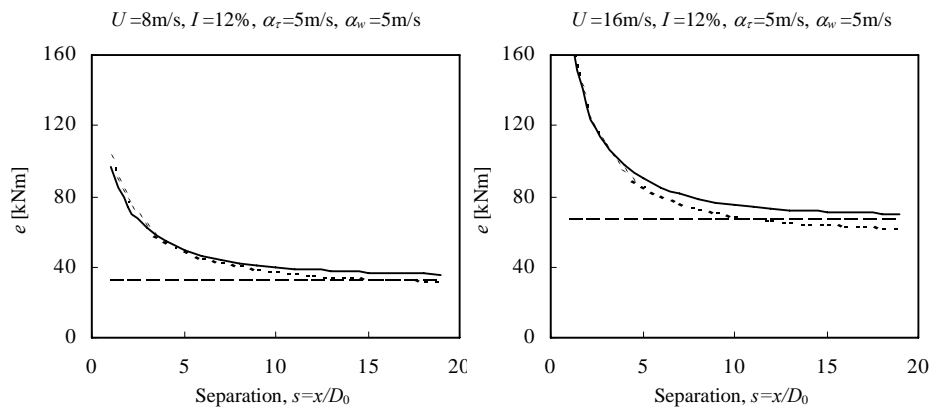 U=8m/s, I=12%, ατ=5m/s, αw=5m/s
160
120
80
40
0
e [kNm]
0 5 10 15 20
Separation, s=x/D0
U=16m/s, I=12%, ατ=5m/s, αw=5m/s
160
120
80
40
0
e [kNm]
0 5 10 15 20
Separation, s=x/D0